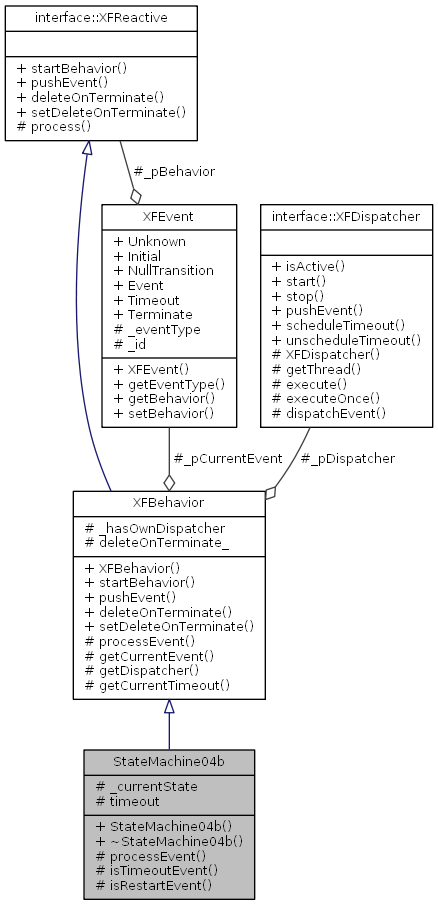 interface::XFReactive
+ startBehavior()
+ pushEvent()
+ deleteOnTerminate()
+ setDeleteOnTerminate()
# process()
#_pBehavior
XFEvent
+ Unknown
+ Initial
+ NullTransition
+ Event
+ Timeout
+ Terminate
# _eventType
# _id
+ XFEvent()
+ getEventType()
+ getBehavior()
+ setBehavior()
interface::XFDispatcher
+ isActive()
+ start()
+ stop()
+ pushEvent()
+ scheduleTimeout()
+ unscheduleTimeout()
# XFDispatcher()
# getThread()
# execute()
# executeOnce()
# dispatchEvent()
#_pCurrentEvent
#_pDispatcher
XFBehavior
# _hasOwnDispatcher
# deleteOnTerminate_
+ XFBehavior()
+ startBehavior()
+ pushEvent()
+ deleteOnTerminate()
+ setDeleteOnTerminate()
# processEvent()
# getCurrentEvent()
# getDispatcher()
# getCurrentTimeout()
StateMachine04b
# _currentState
# timeout
+ StateMachine04b()
+ ~StateMachine04b()
# processEvent()
# isTimeoutEvent()
# isRestartEvent()